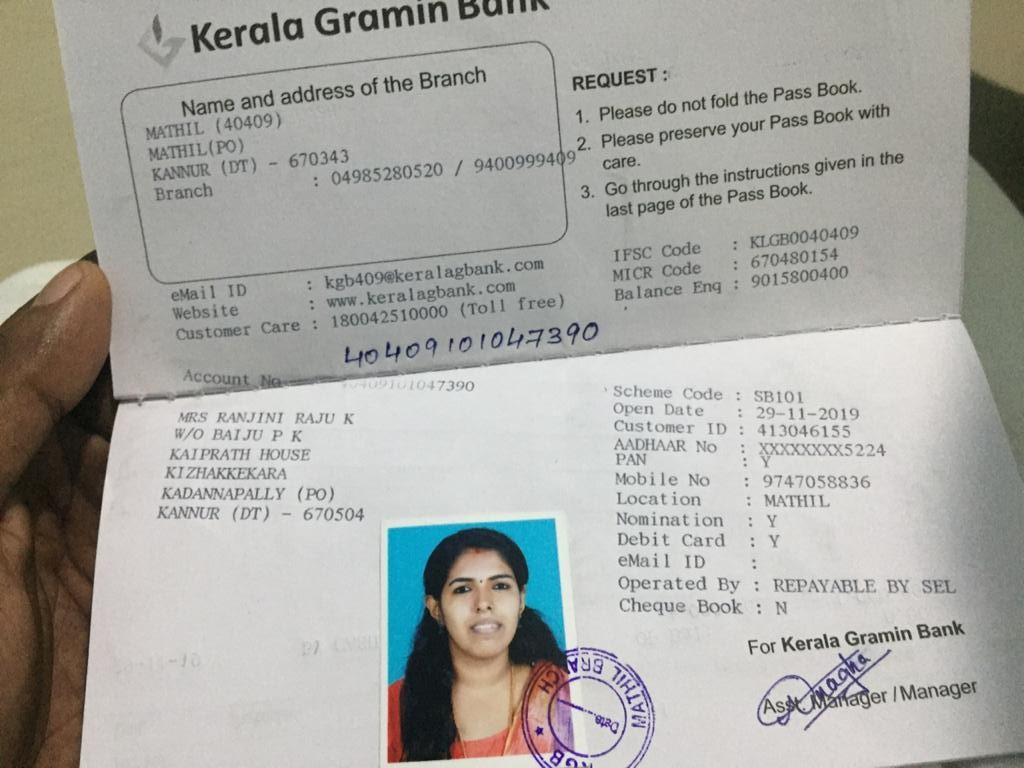 Kerala Gramin Bank
Name and address of the Branch
MATHIL (40409)
MATHIL(PO)
KANNUR (DT) - 670343
Branch : 04985280520 / 9400999409
REQUEST :
1. Please do not fold the Pass Book.
2. Please preserve your Pass Book with
care.
3. Go through the instructions given in the
last page of the Pass Book.
eMail ID : kgb409@keralagbank.com
Website : www.keralagbank.com
Customer Care : 180042510000 (Toll free)
IFSC Code : KLGB0040409
MICR Code : 670480154
Balance Enq : 9015800400
40409101047390
Account No 40409101047390
MRS RANJINI RAJU K
W/O BAIJU P K
KAIPRATH HOUSE
KIZHAKKEKARA
KADANNAPALLY (PO)
KANNUR (DT) - 670504
Scheme Code : SB101
Open Date : 29-11-2019
Customer ID : 413046155
AADHAAR No : XXXXXXXX5224
PAN : Y
Mobile No : 9747058836
Location : MATHIL
Nomination : Y
Debit Card : Y
eMail ID :
Operated By : REPAYABLE BY SEL
Cheque Book : N
For Kerala Gramin Bank
Asst. Manager / Manager
KGB ★ MATHIL BRANCH
Date